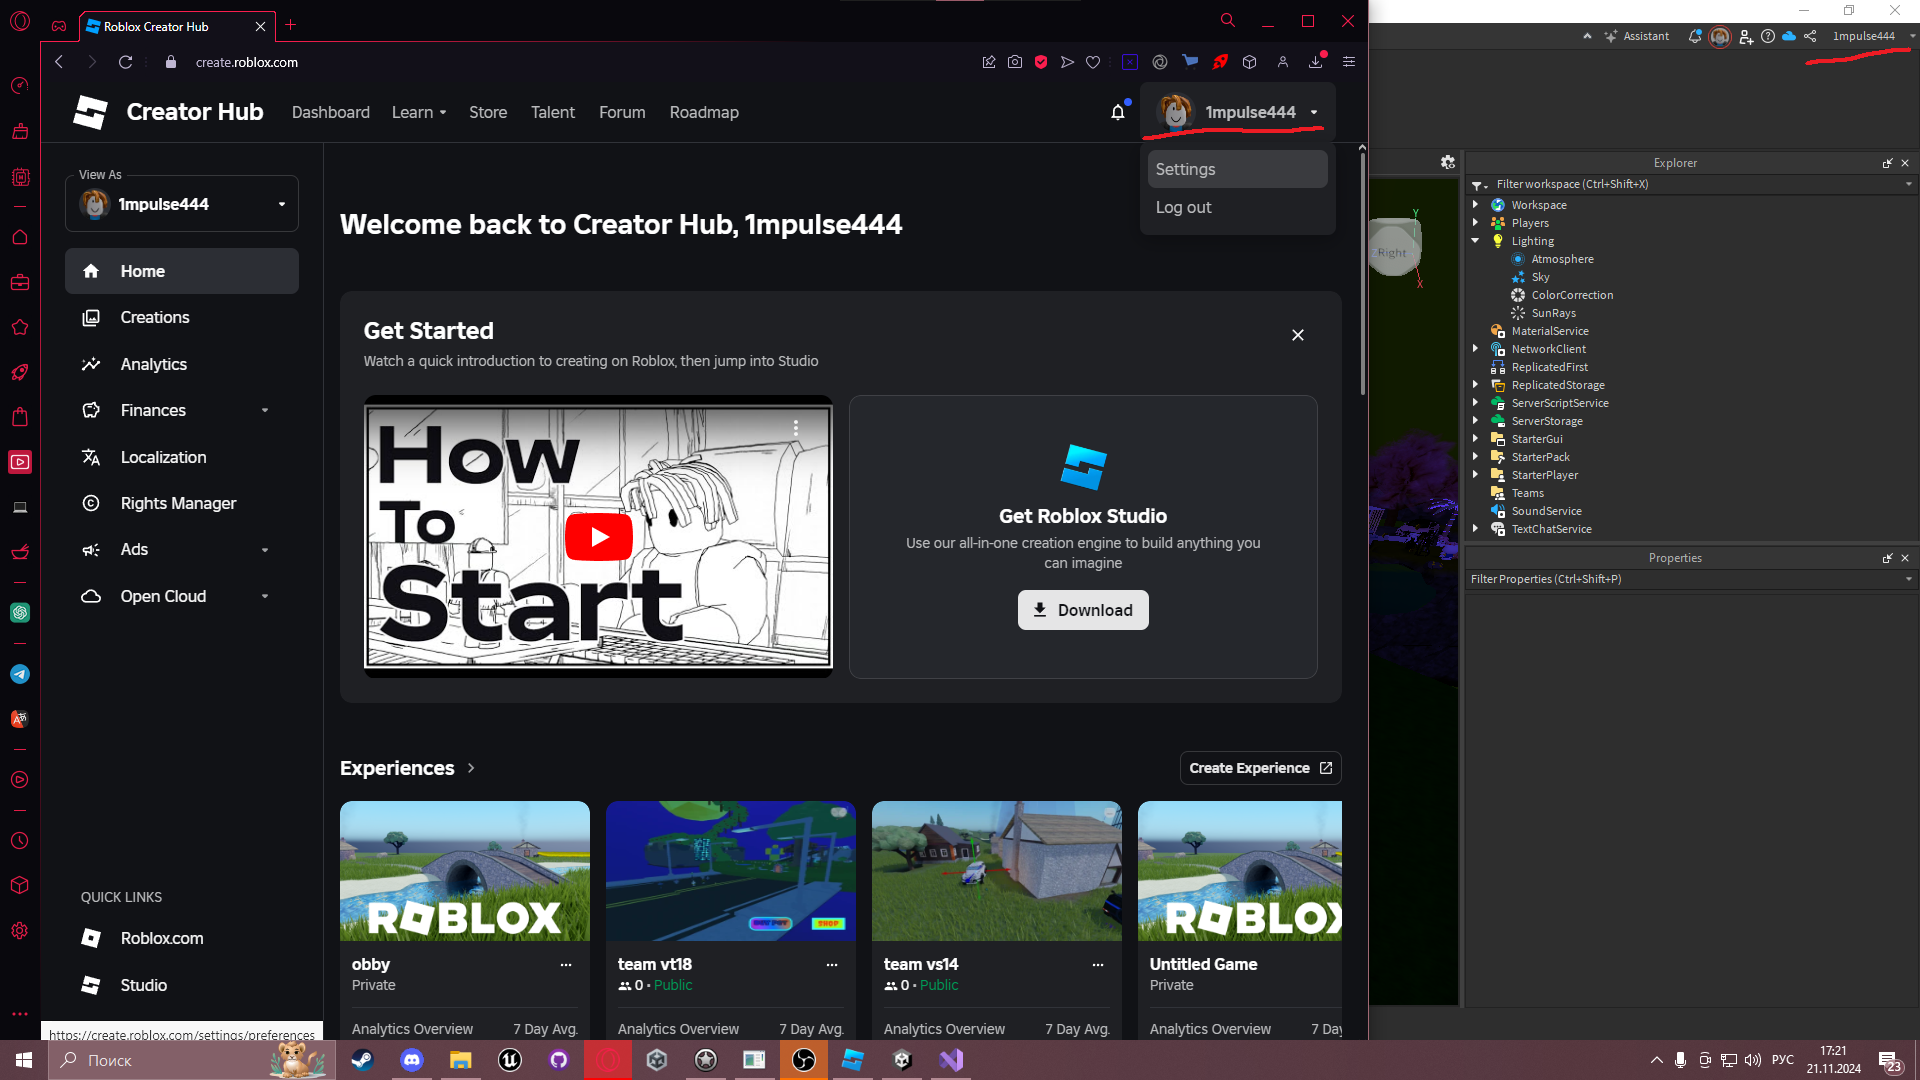 Roblox Creator Hub
create.roblox.com
Creator Hub
Dashboard
Learn
Store
Talent
Forum
Roadmap
1mpulse444
Settings
Log out
View As
1mpulse444
Home
Creations
Analytics
Finances
Localization
Rights Manager
Ads
Open Cloud
QUICK LINKS
Roblox.com
Studio
https://create.roblox.com/settings/preferences
Welcome back to Creator Hub, 1mpulse444
Get Started
Watch a quick introduction to creating on Roblox, then jump into Studio
How
To
Start
Get Roblox Studio
Use our all-in-one creation engine to build anything you
can imagine
Download
Experiences
Create Experience
ROBLOX
SHOP
ROBLOX
obby
Private
Analytics Overview 7 Day Avg.
team vt18
0 • Public
Analytics Overview 7 Day Avg.
team vs14
0 • Public
Analytics Overview 7 Day Avg.
Untitled Game
Private
Analytics Overview 7 Day
Assistant
1mpulse444
Y
Right
Z
X
Explorer
Filter workspace (Ctrl+Shift+X)
Workspace
Players
Lighting
Atmosphere
Sky
ColorCorrection
SunRays
MaterialService
NetworkClient
ReplicatedFirst
ReplicatedStorage
ServerScriptService
ServerStorage
StarterGui
StarterPack
StarterPlayer
Teams
SoundService
TextChatService
Properties
Filter Properties (Ctrl+Shift+P)
Поиск
РУС
17:21
21.11.2024
23